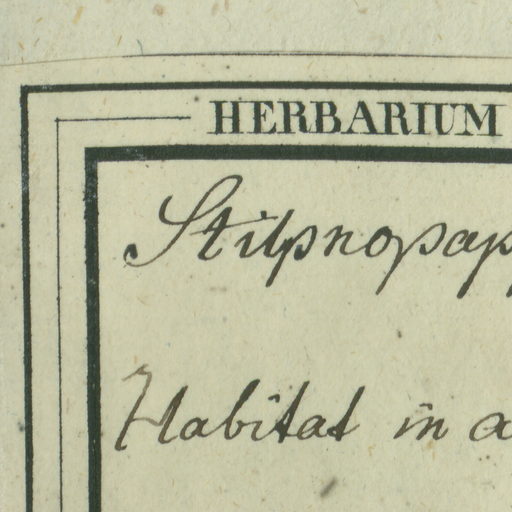 HERBARIUM
Stilpnopap
Habitat in a